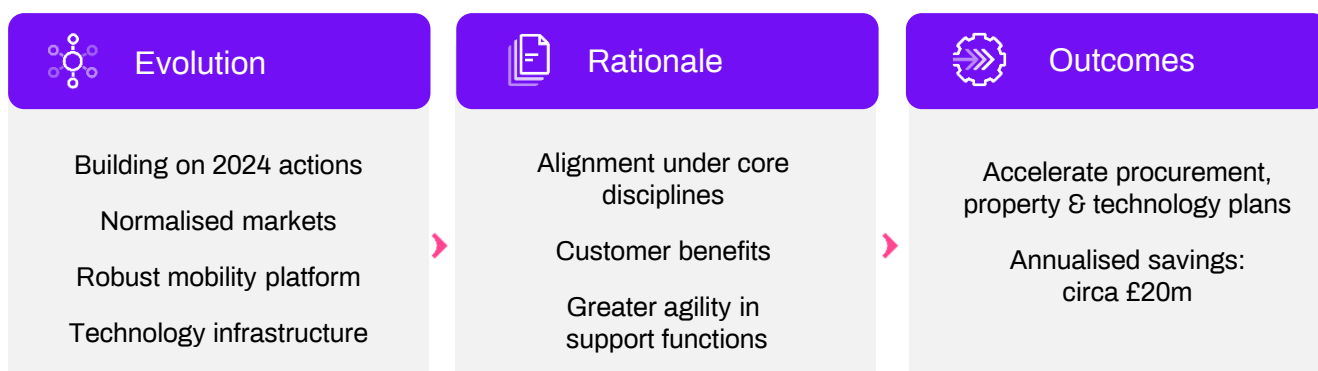 Evolution
Building on 2024 actions
Normalised markets
Robust mobility platform
Technology infrastructure
Rationale
Alignment under core
disciplines
Customer benefits
Greater agility in
support functions
Outcomes
Accelerate procurement,
property & technology plans
Annualised savings:
circa £20m